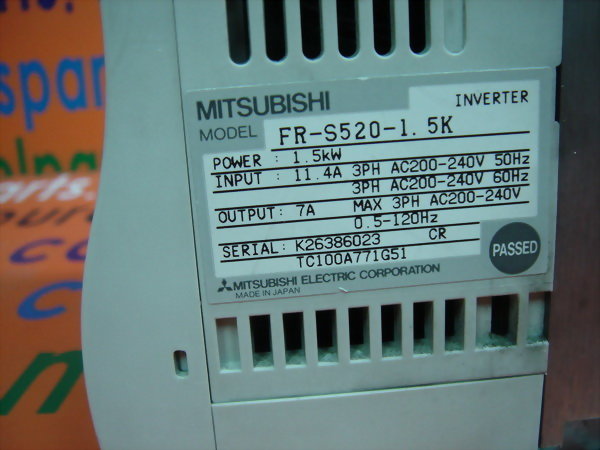 MITSUBISHI
INVERTER
MODEL FR-S520-1.5K
POWER : 1.5kW
INPUT : 11.4A 3PH AC200-240V 50Hz
3PH AC200-240V 60Hz
OUTPUT: 7A MAX 3PH AC200-240V
0.5-120Hz
SERIAL: K26386023 CR
TC100A771G51
PASSED
MITSUBISHI ELECTRIC CORPORATION
MADE IN JAPAN
spar
arts.